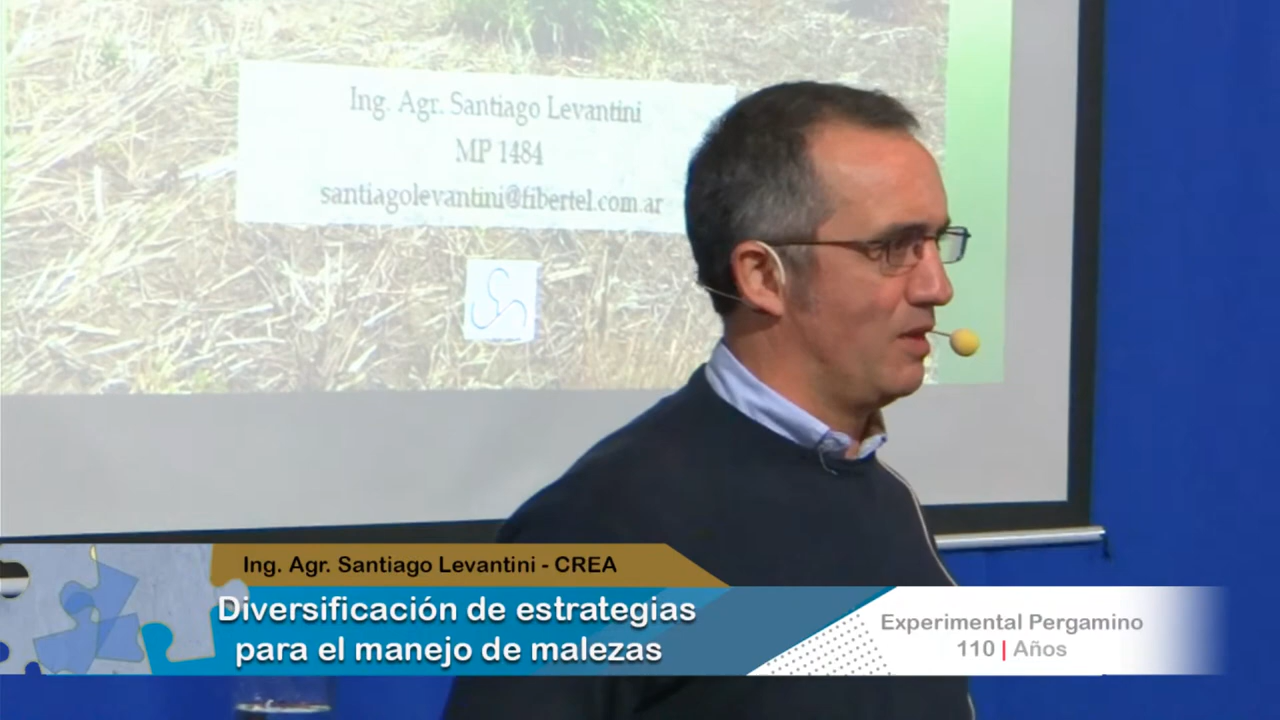 Ing. Agr. Santiago Levantini
MP 1484
santiagolevantini@fibertel.com.ar
Ing. Agr. Santiago Levantini - CREA
Diversificación de estrategias
para el manejo de malezas
Experimental Pergamino
110 | Años